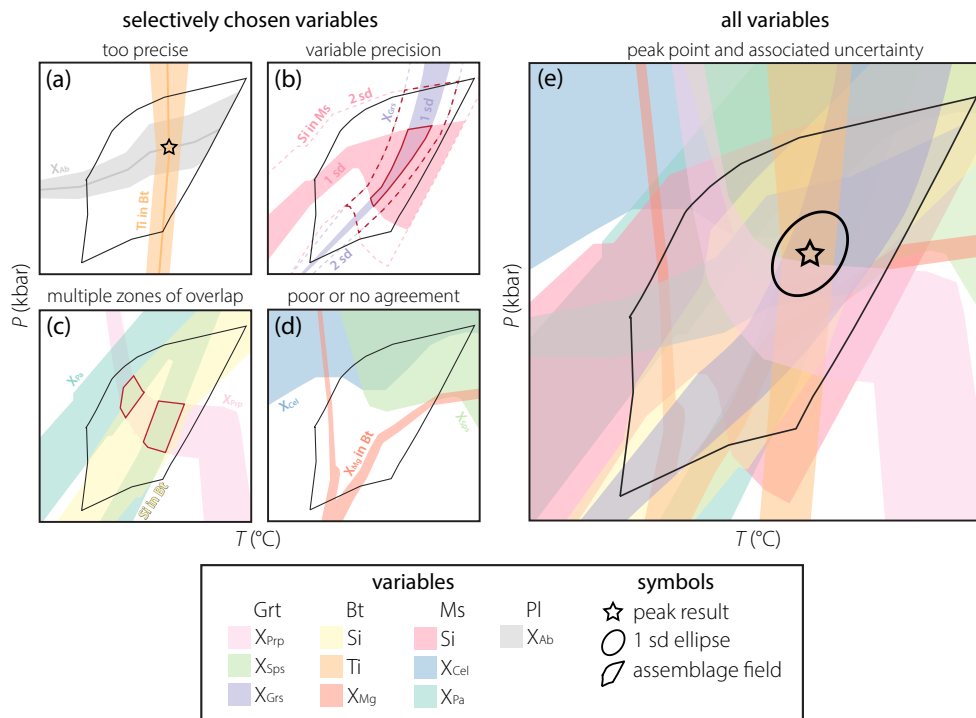 selectively chosen variables
all variables
too precise
variable precision
peak point and associated uncertainty
(a)
XAb
Ti in Bt
(b)
Si in Ms
2 sd
XGrs
1 sd
1 sd
2 sd
(e)
multiple zones of overlap
poor or no agreement
(c)
XPa
XPrp
Si in Bt
(d)
XCel
XMg in Bt
XSps
P (kbar)
P (kbar)
T (°C)
T (°C)
variables
symbols
Grt Bt Ms Pl
XPrp Si Si XAb
XSps Ti XCel
XGrs XMg XPa
peak result
1 sd ellipse
assemblage field